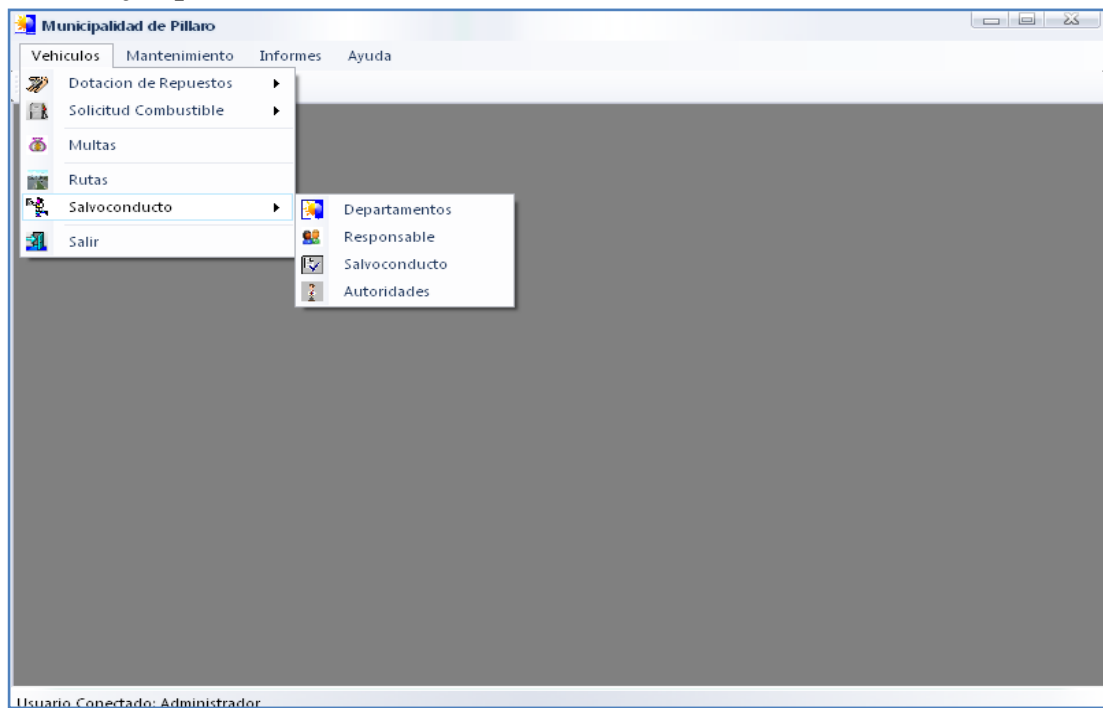 Municipalidad de Pillaro
Vehiculos Mantenimiento Informes Ayuda
Dotacion de Repuestos
Solicitud Combustible
Multas
Rutas
Salvoconducto
Salir
Departamentos
Responsable
Salvoconducto
Autoridades
Usuario Conectado: Administrador